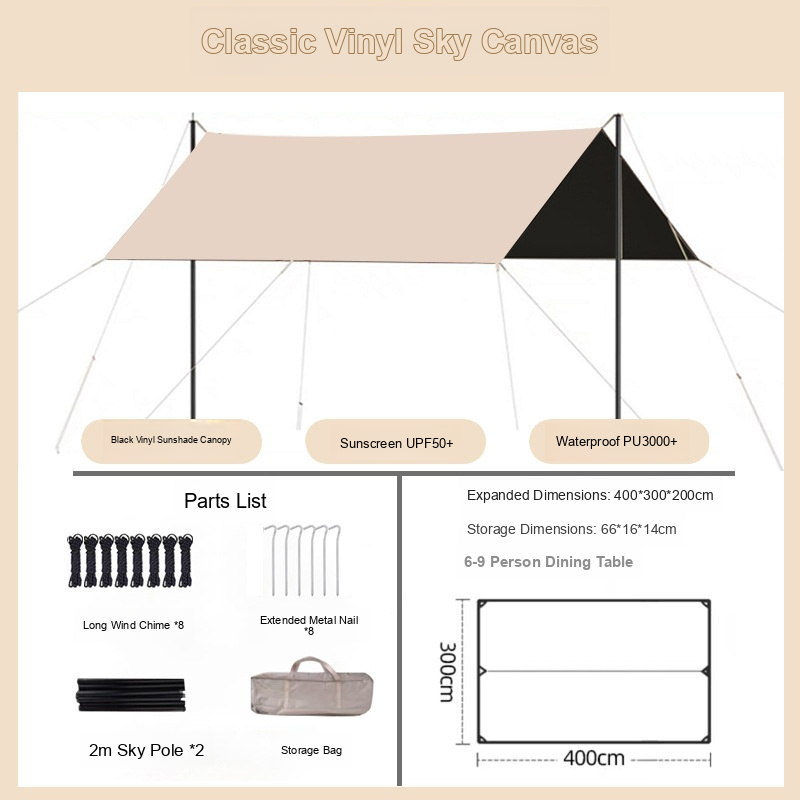 Classic Vinyl Sky Canvas
Black Vinyl Sunshade Canopy
Sunscreen UPF50+
Waterproof PU3000+
Parts List
Long Wind Chime *8
Extended Metal Nail
*8
2m Sky Pole *2
Storage Bag
Expanded Dimensions: 400*300*200cm
Storage Dimensions: 66*16*14cm
6-9 Person Dining Table
300cm
400cm